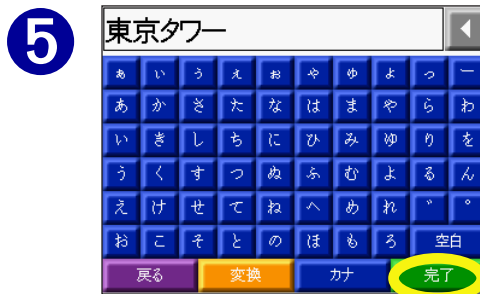 5
東京タワー
ぁ ぃ ぅ ぇ ぉ ゃ ゅ ょ っ ー
あ か さ た な は ま や ら わ
い き し ち に ひ み ゆ り を
う く す つ ぬ ふ む よ る ん
え け せ て ね へ め れ ゛ ゜
お こ そ と の ほ も ろ 空白
戻る 変換 カナ 完了